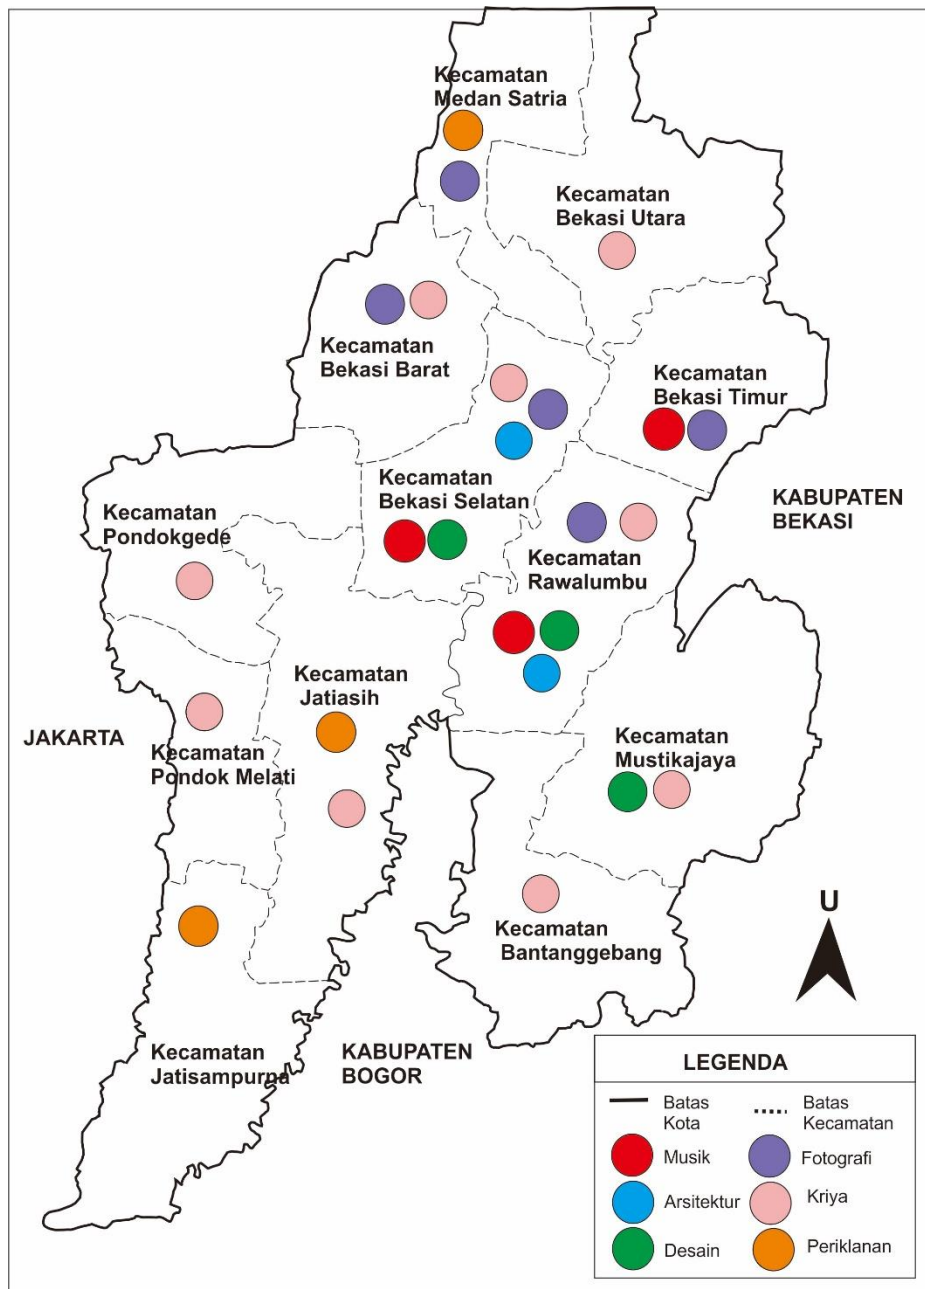 Kecamatan
Medan Satria
Kecamatan
Bekasi Utara
Kecamatan
Bekasi Barat
Kecamatan
Bekasi Timur
Kecamatan
Bekasi Selatan
KABUPATEN
BEKASI
Kecamatan
Pondokgede
Kecamatan
Rawalumbu
Kecamatan
Jatiasih
JAKARTA
Kecamatan
Pondok Melati
Kecamatan
Mustikajaya
U
Kecamatan
Bantanggebang
Kecamatan
Jatisampurna
KABUPATEN
BOGOR
LEGENDA
Batas
Kota
Batas
Kecamatan
Musik
Fotografi
Arsitektur
Kriya
Desain
Periklanan